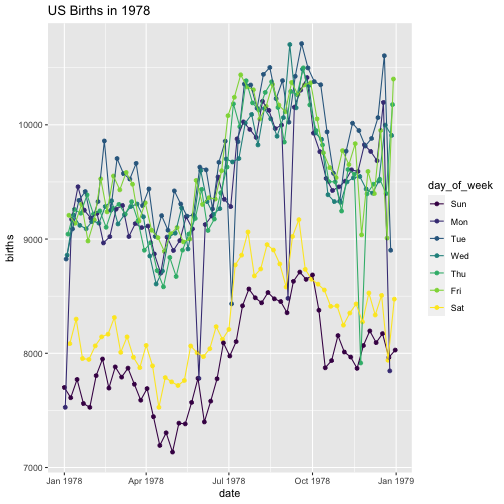 US Births in 1978
births
10000
9000
8000
7000
Jan 1978
Apr 1978
Jul 1978
Oct 1978
Jan 1979
date
day_of_week
Sun
Mon
Tue
Wed
Thu
Fri
Sat